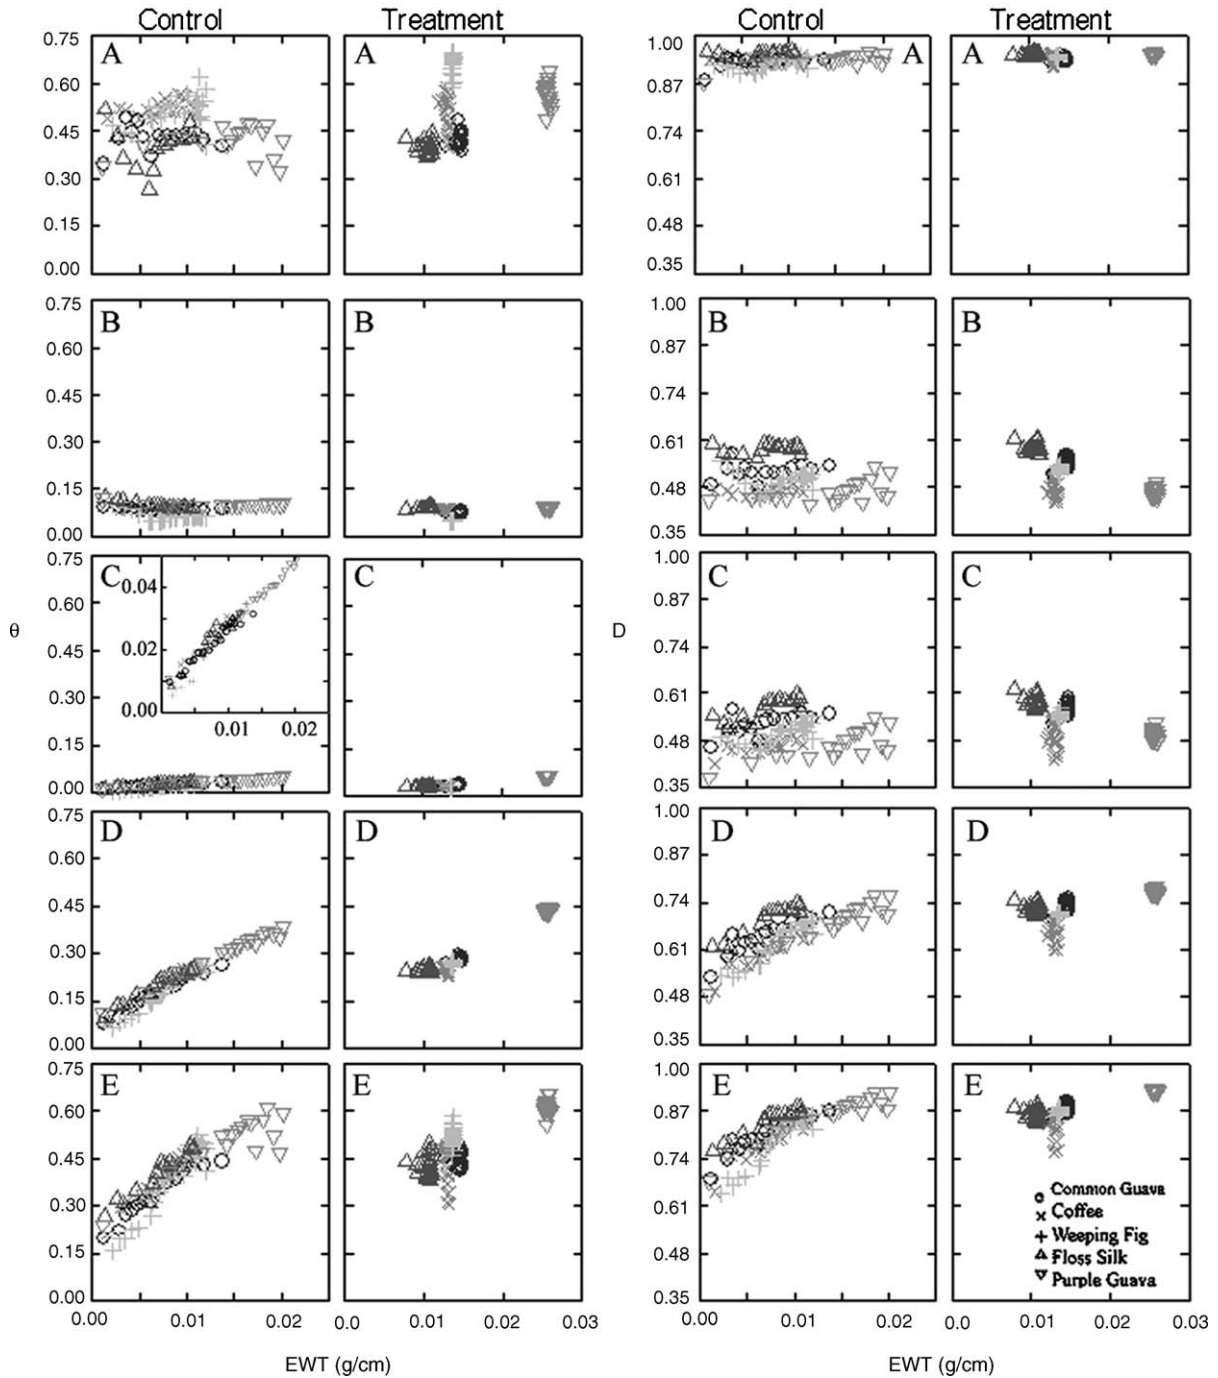 Control Treatment Control Treatment
A A A A
0.75 0.60 0.45 0.30 0.15 0.00
1.00 0.87 0.74 0.61 0.48 0.35
B B B B
0.75 0.60 0.45 0.30 0.15 0.00
1.00 0.87 0.74 0.61 0.48 0.35
C C C C
0.75 0.60 0.45 0.30 0.15 0.00
0.04 0.02 0.00
0.01 0.02
1.00 0.87 0.74 0.61 0.48 0.35
θ D
D D D D
0.75 0.60 0.45 0.30 0.15 0.00
1.00 0.87 0.74 0.61 0.48 0.35
E E E E
0.75 0.60 0.45 0.30 0.15 0.00
1.00 0.87 0.74 0.61 0.48 0.35
Common Guava
Coffee
Weeping Fig
Floss Silk
Purple Guava
0.00 0.01 0.02 0.0 0.01 0.02 0.03 0.00 0.01 0.02 0.0 0.01 0.02 0.03
EWT (g/cm) EWT (g/cm)